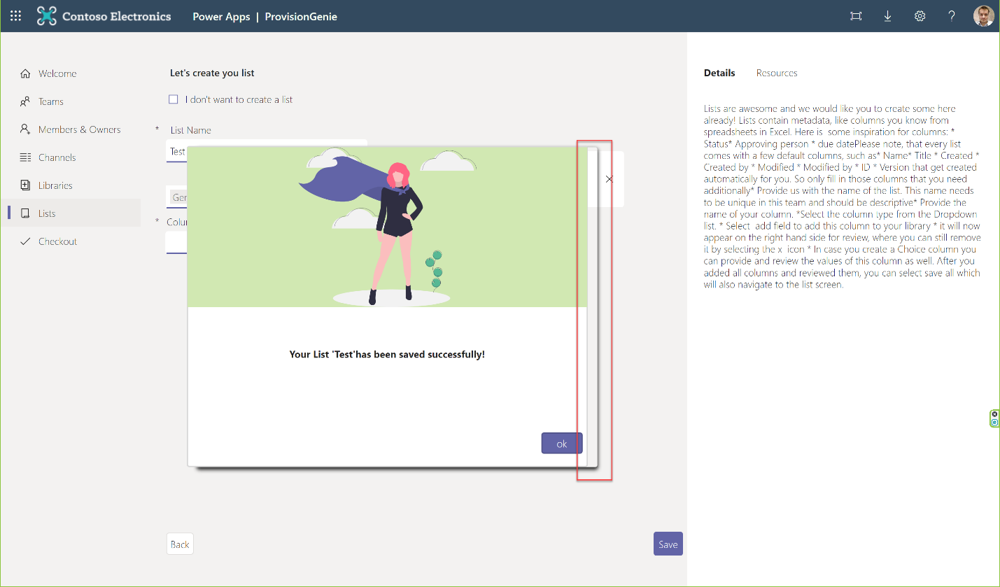 Contoso Electronics
Power Apps | ProvisionGenie
?
Welcome
Teams
Members & Owners
Channels
Libraries
Lists
Checkout
Let's create you list
I don't want to create a list
* List Name
Test
* 
Your List 'Test'has been saved successfully!
ok
Back
Save
Details
Resources
Lists are awesome and we would like you to create some here
already! Lists contain metadata, like columns you know from
spreadsheets in Excel. Here is  some inspiration for columns: *
Status* Approving person * due datePlease note, that every list
comes with a few default columns, such as* Name* Title * Created *
Created by * Modified * Modified by * ID * Version that get created
automatically for you. So only fill in those columns that you need
additionally* Provide us with the name of the list. This name needs
to be unique in this team and should be descriptive* Provide the
name of your column. *Select the column type from the Dropdown
list. * Select  add field to add this column to your library * it will now
appear on the right hand side for review, where you can still remove
it by selecting the x  icon * In case you create a Choice column you
can provide and review the values of this column as well. After you
added all columns and reviewed them, you can select save all which
will also navigate to the list screen.